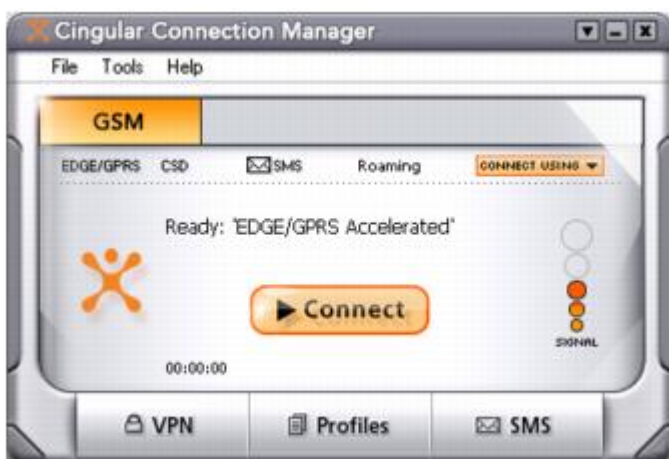 Cingular Connection Manager
File Tools Help
GSM
EDGE/GPRS CSD SMS Roaming CONNECT USING
Ready: 'EDGE/GPRS Accelerated'
Connect
SIGNAL
00:00:00
VPN Profiles SMS